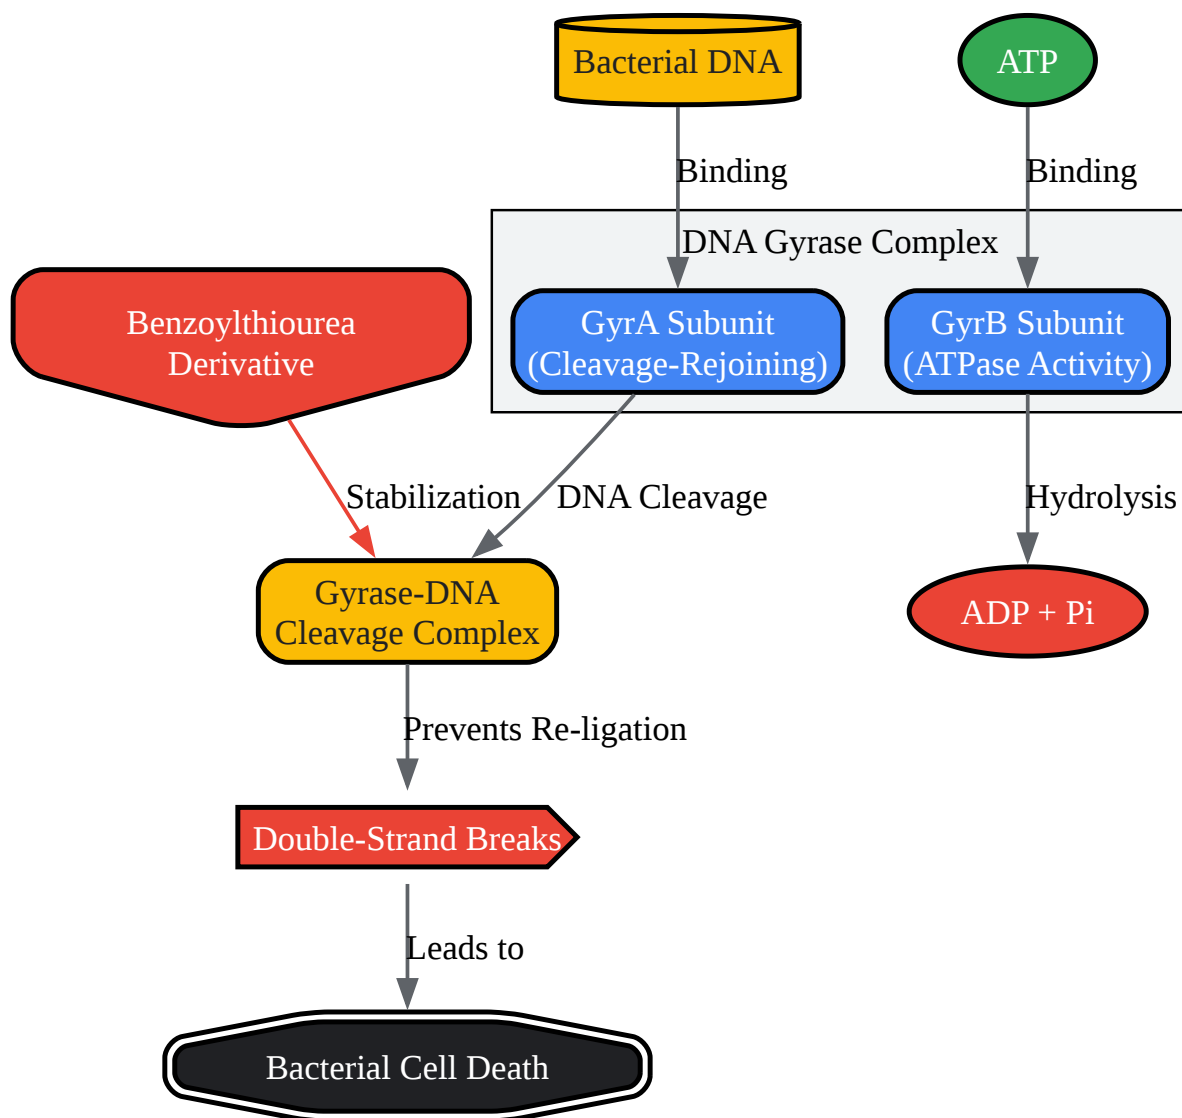 Bacterial DNA
ATP
Binding
Binding
DNA Gyrase Complex
Benzoylthiourea
Derivative
GyrA Subunit
(Cleavage-Rejoining)
GyrB Subunit
(ATPase Activity)
Stabilization
DNA Cleavage
Hydrolysis
Gyrase-DNA
Cleavage Complex
ADP + Pi
Prevents Re-ligation
Double-Strand Breaks
Leads to
Bacterial Cell Death